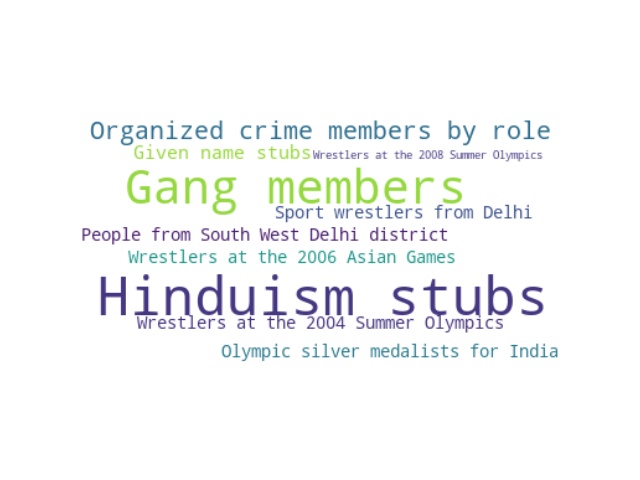 Organized crime members by role
Given name stubs
Wrestlers at the 2008 Summer Olympics
Gang members
Sport wrestlers from Delhi
People from South West Delhi district
Wrestlers at the 2006 Asian Games
Hinduism stubs
Wrestlers at the 2004 Summer Olympics
Olympic silver medalists for India